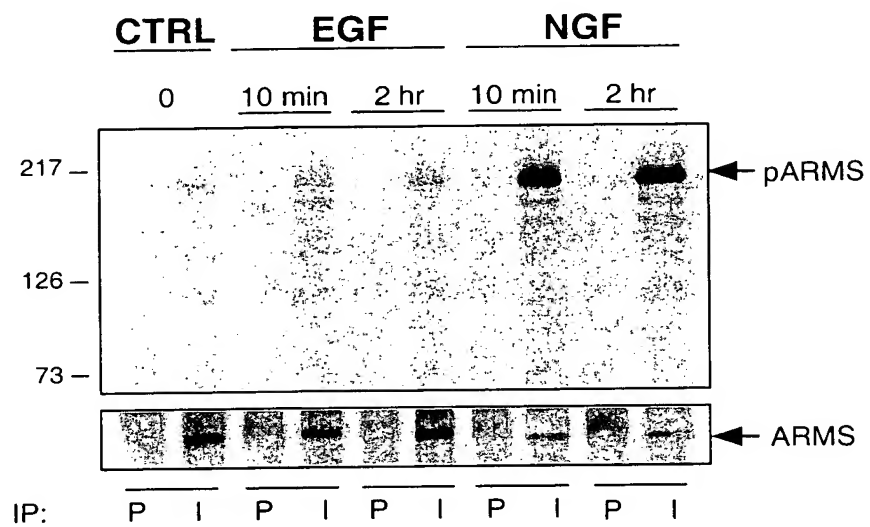 CTRL EGF NGF
0 10 min 2 hr 10 min 2 hr
217 pARMS
126
73
ARMS
IP: P I P I P I P I P I